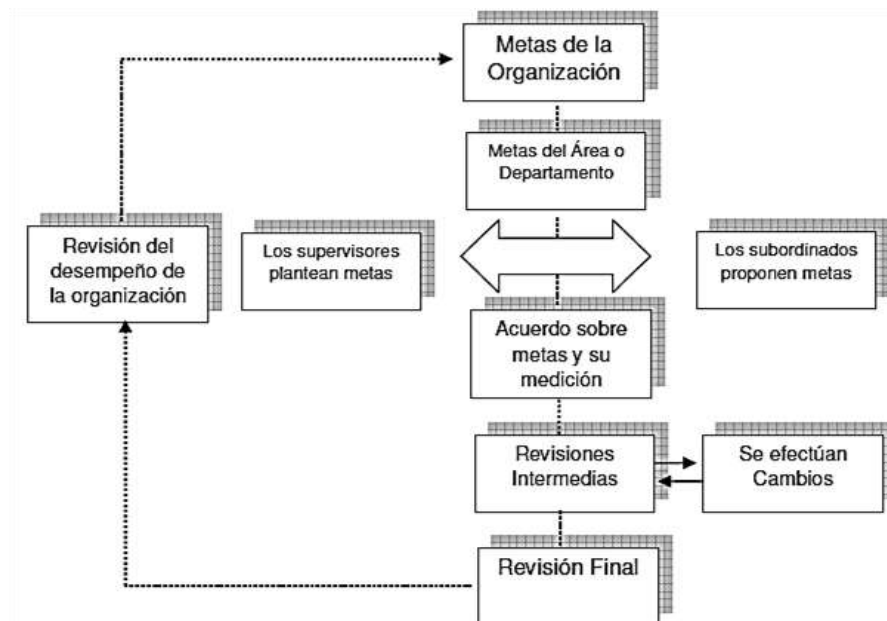 Metas de la
Organización
Metas del Área o
Departamento
Revisión del
desempeño de
la organización
Los supervisores
plantean metas
Los subordinados
proponen metas
Acuerdo sobre
metas y su
medición
Revisiones
Intermedias
Se efectúan
Cambios
Revisión Final